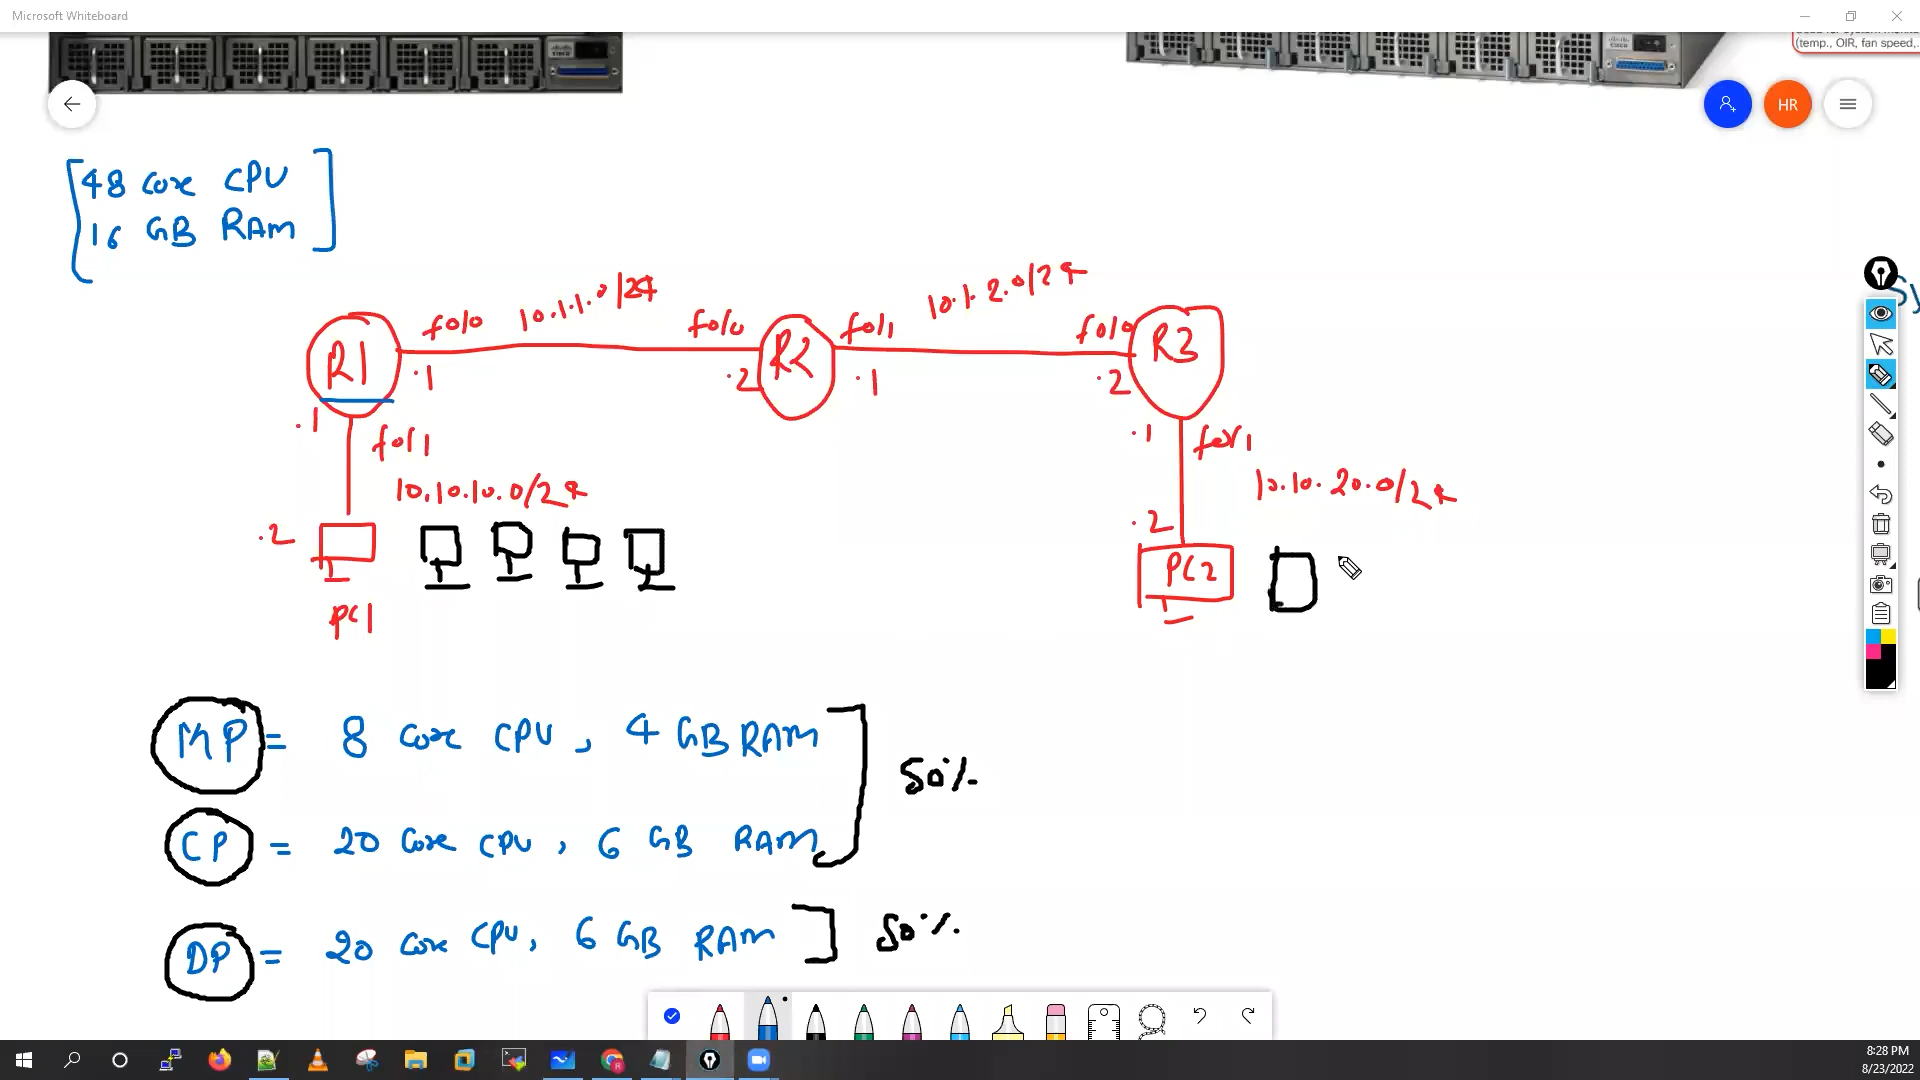 Microsoft Whiteboard
(temp., OIR, fan speed,.
HR
48 core CPU
16 GB RAM
f0/0 10.1.1.0/24 f0/0 f0/1 10.1.2.0/24 f0/0
R1 R2 R3
.1 .2 .1 .2
.1 f0/1 .1 f0/1
10.10.10.0/24 10.10.20.0/24
.2 .2
PC1 PC2
MP = 8 core CPU, 4 GB RAM
50%
CP = 20 core CPU, 6 GB RAM
DP = 20 core CPU, 6 GB RAM 50%
8:28 PM
8/23/2022